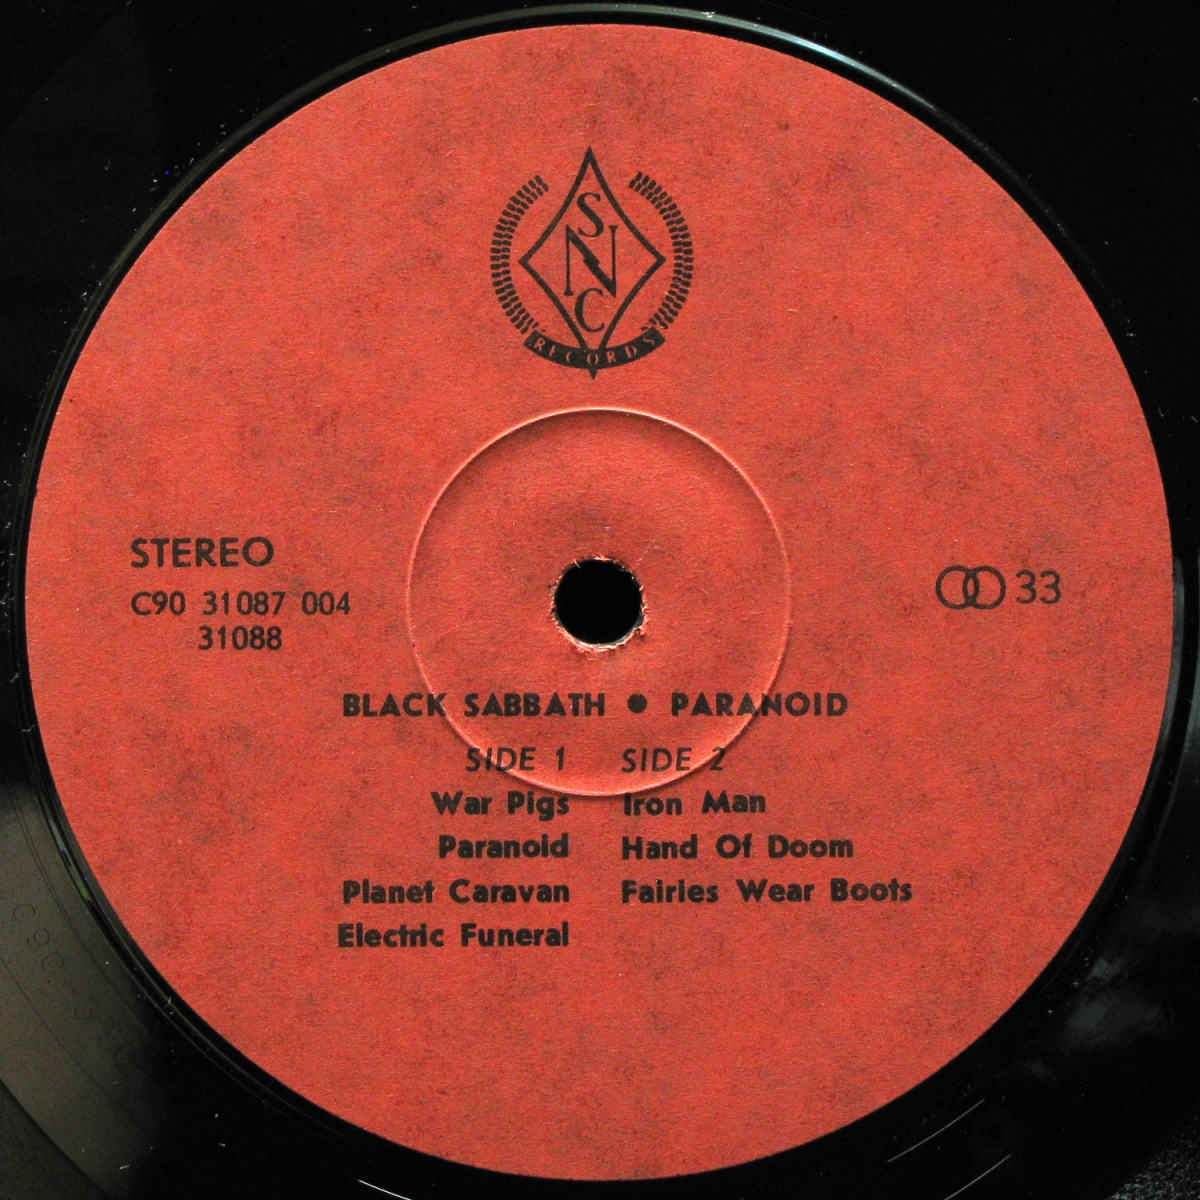 S
N
C
RECORDS
STEREO
C90 31087 004
31088
33
BLACK SABBATH ● PARANOID
SIDE 1 SIDE 2
War Pigs Iron Man
Paranoid Hand Of Doom
Planet Caravan Fairies Wear Boots
Electric Funeral